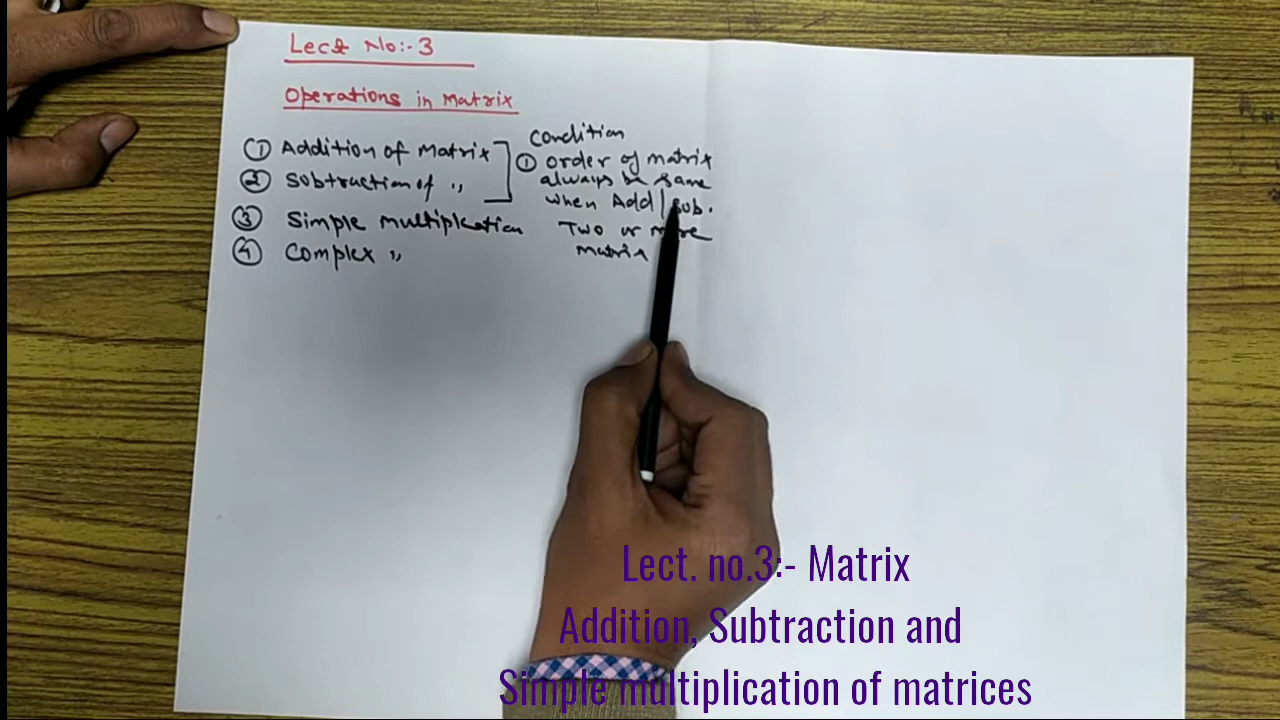 Lect No:- 3
Operations in Matrix
① Addition of Matrix
② Subtraction of ,,
③ Simple multiplication
④ Complex ,,
Condition
① order of matrix
always be same
when Add / sub.
Two or more
matrix
Lect. no.3:- Matrix
Addition, Subtraction and
Simple multiplication of matrices